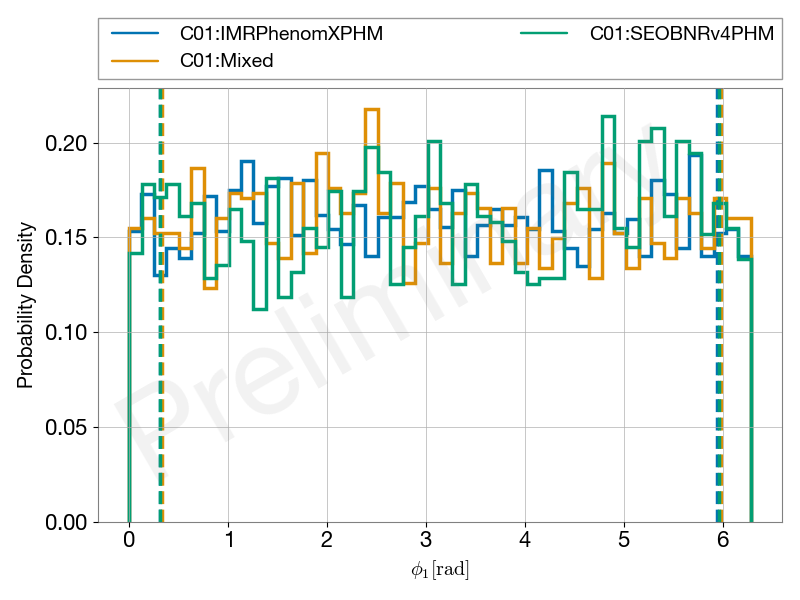 C01:IMRPhenomXPHM
C01:Mixed
C01:SEOBNRv4PHM
0.20
0.15
0.10
0.05
0.00
Probability Density
Preliminary
0 1 2 3 4 5 6
ϕ₁[rad]